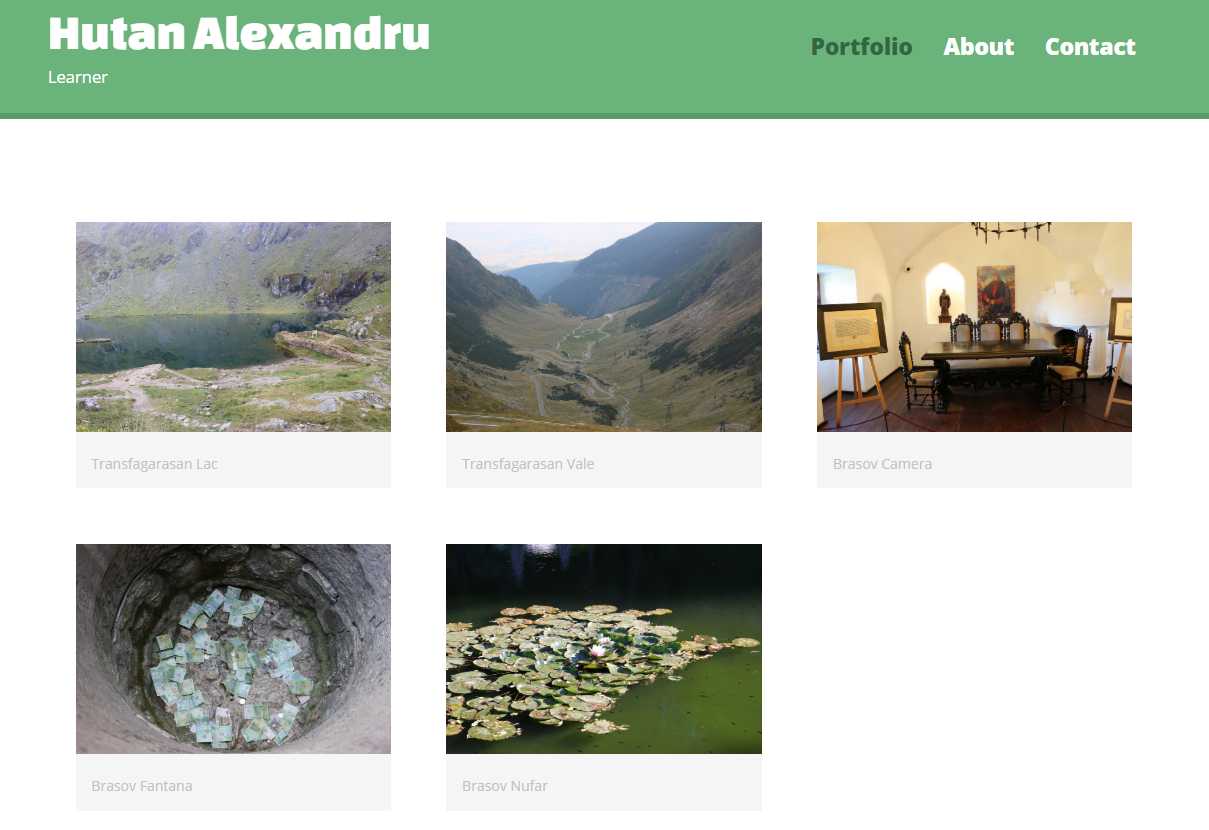 Hutan Alexandru
Learner
Portfolio About Contact
Transfagarasan Lac
Transfagarasan Vale
Brasov Camera
Brasov Fantana
Brasov Nufar